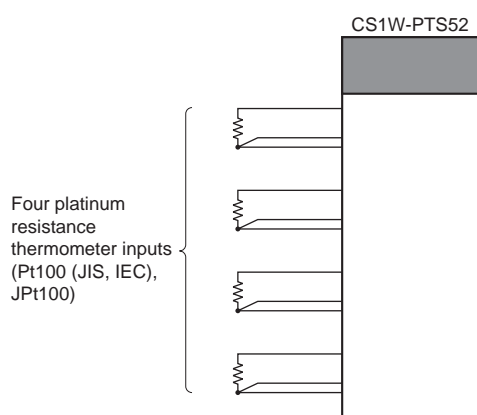 CS1W-PTS52
Four platinum
resistance
thermometer inputs
(Pt100 (JIS, IEC),
JPt100)